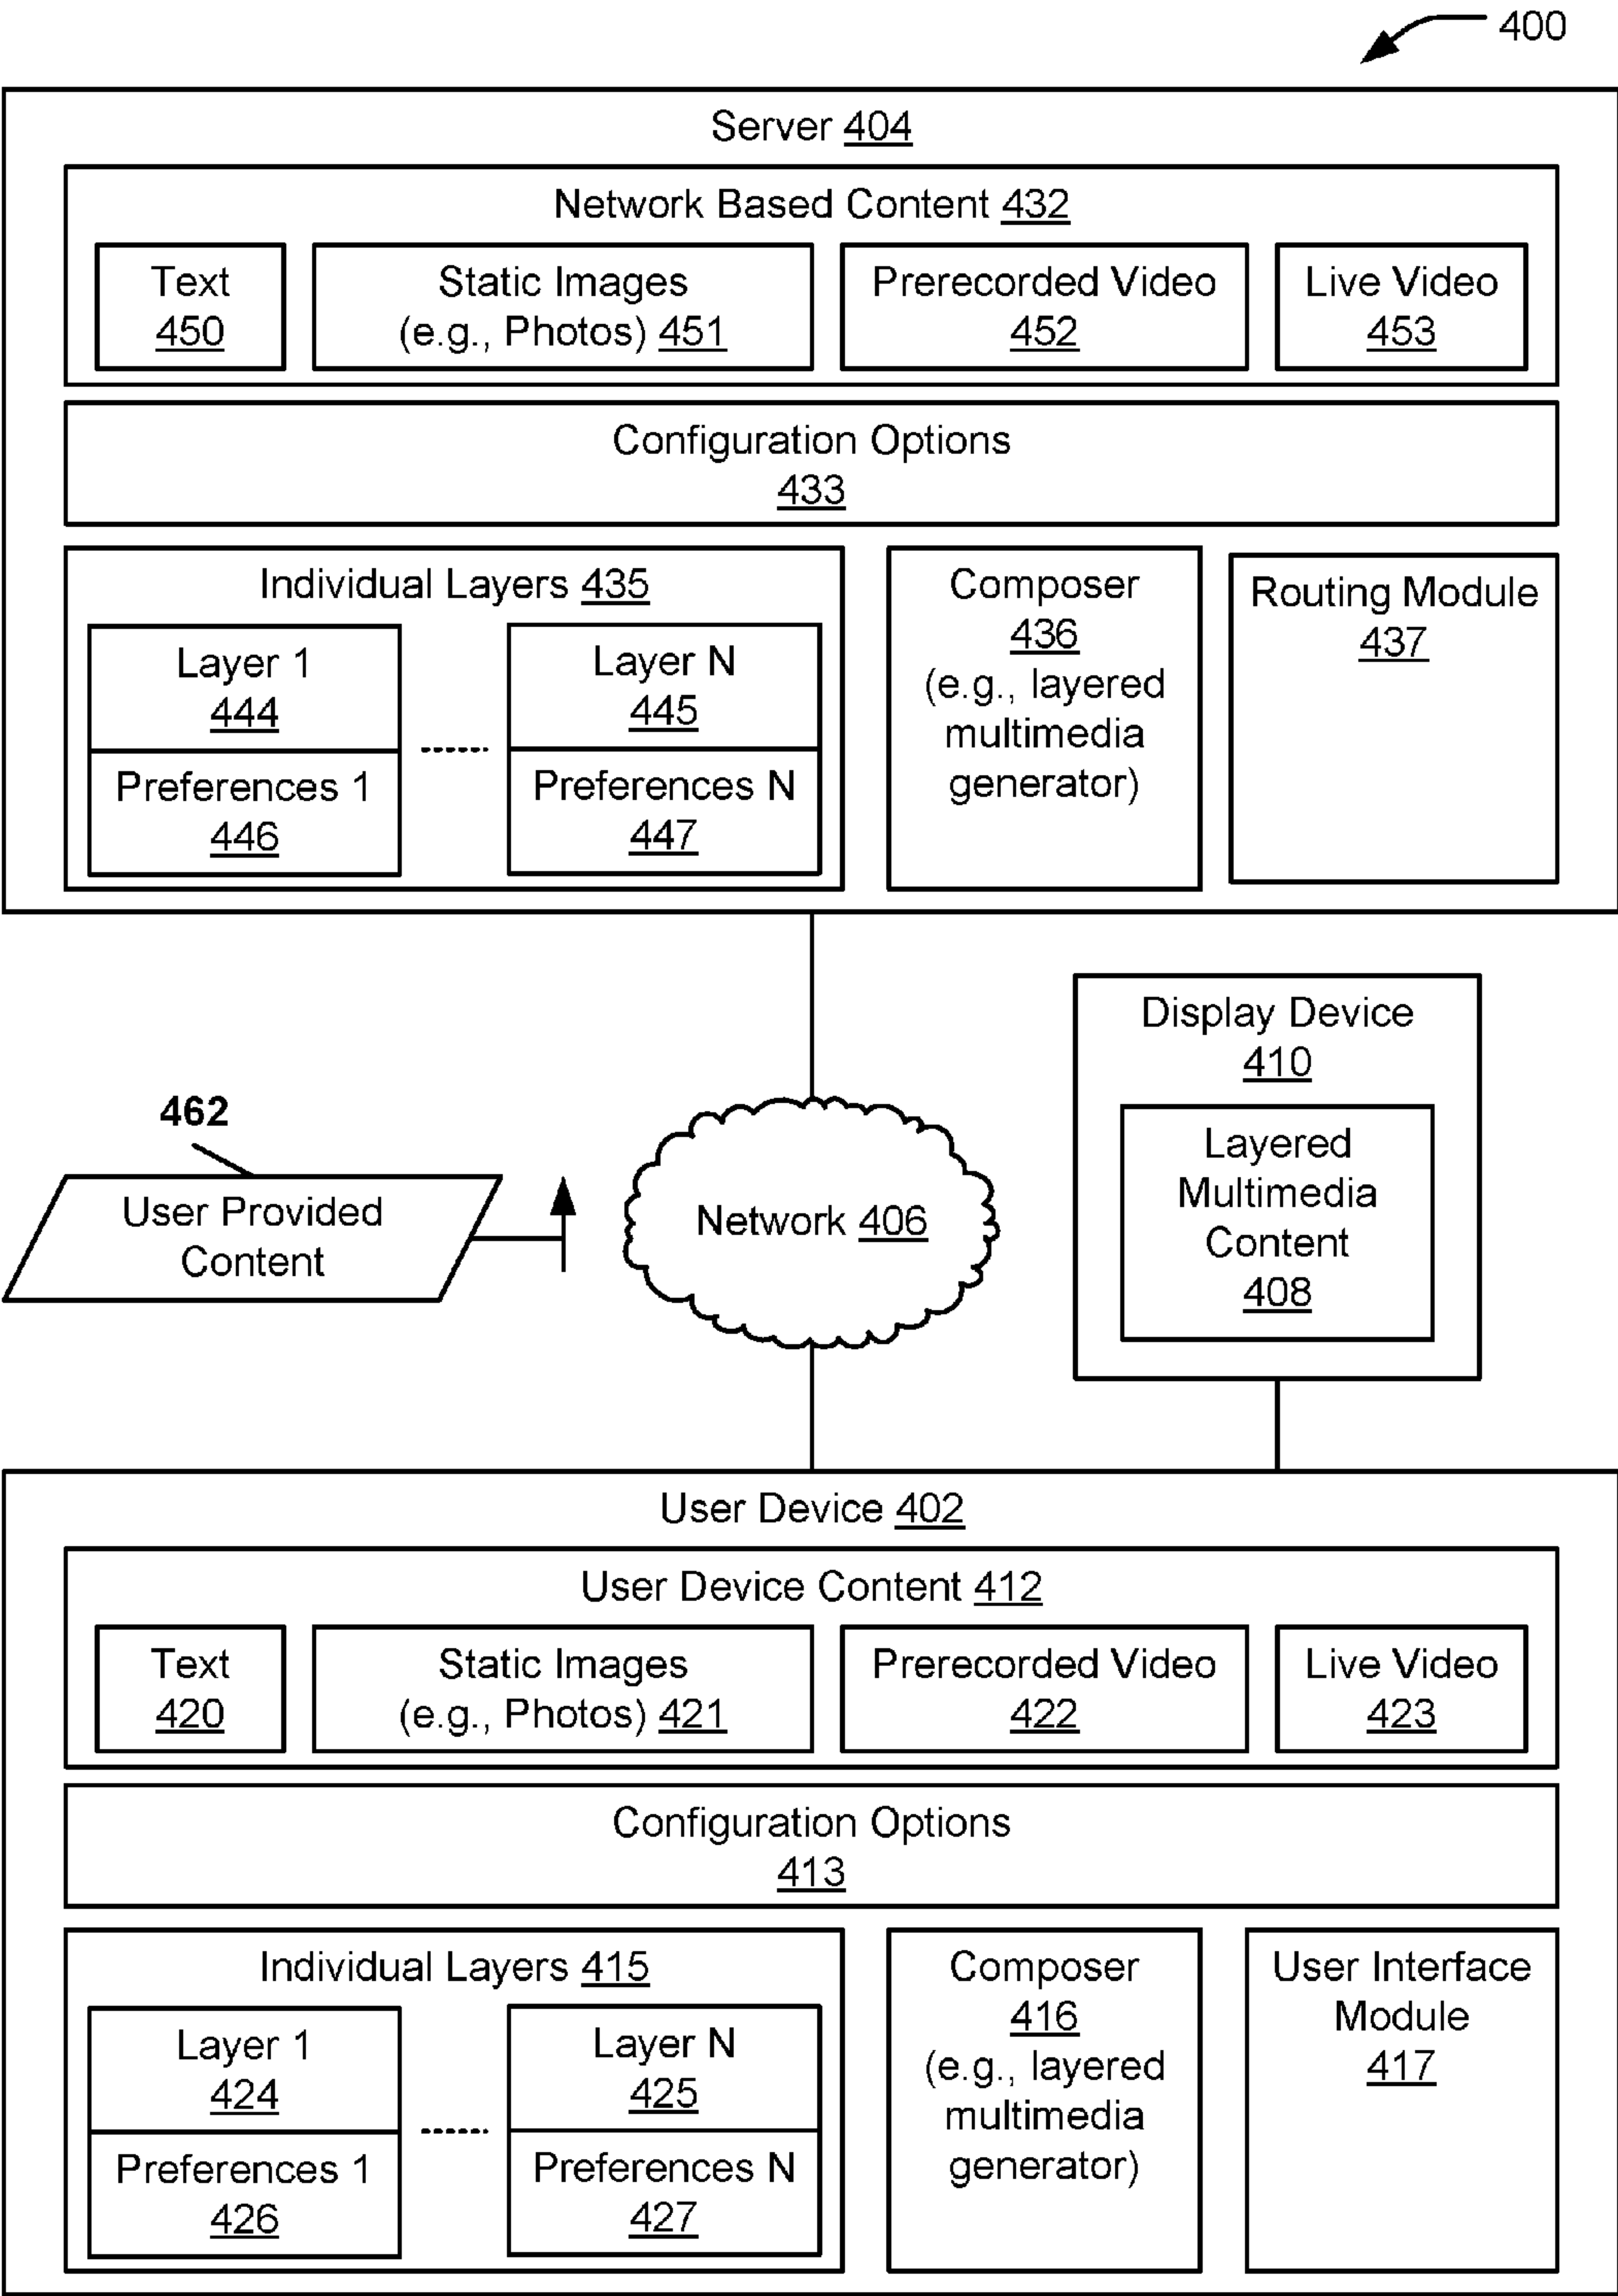 400
Server 404
Network Based Content 432
Text
450
Static Images
(e.g., Photos) 451
Prerecorded Video
452
Live Video
453
Configuration Options
433
Individual Layers 435
Layer 1
444
Preferences 1
446
Layer N
445
Preferences N
447
Composer
436
(e.g., layered
multimedia
generator)
Routing Module
437
Display Device
410
Layered
Multimedia
Content
408
462
User Provided
Content
Network 406
User Device 402
User Device Content 412
Text
420
Static Images
(e.g., Photos) 421
Prerecorded Video
422
Live Video
423
Configuration Options
413
Individual Layers 415
Layer 1
424
Preferences 1
426
Layer N
425
Preferences N
427
Composer
416
(e.g., layered
multimedia
generator)
User Interface
Module
417